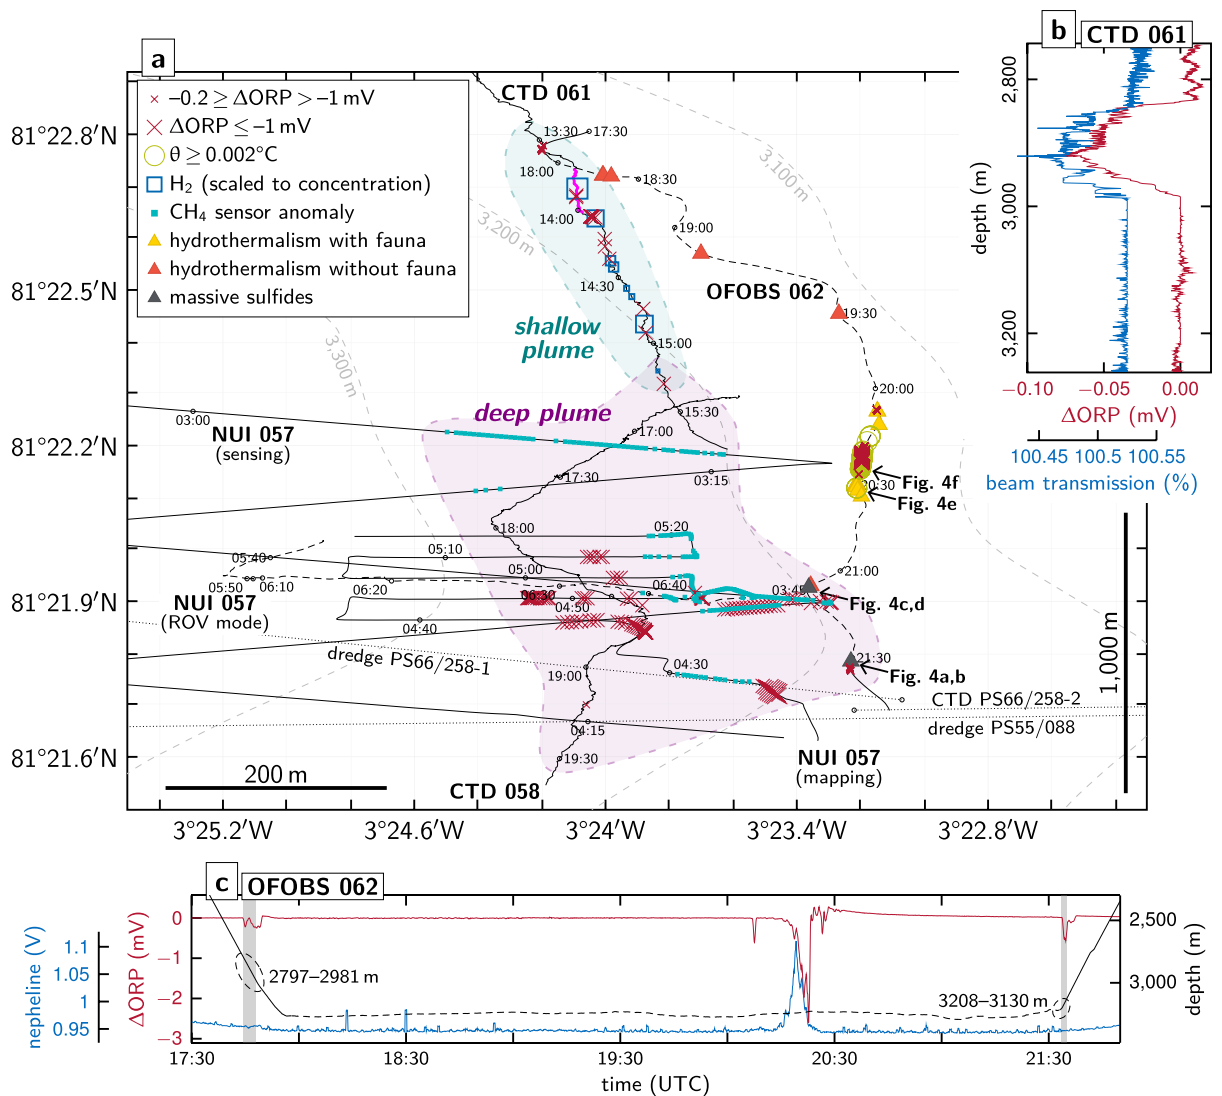 a
−0.2 ≥ ΔORP > −1 mV
ΔORP ≤ −1 mV
θ ≥ 0.002°C
H₂ (scaled to concentration)
CH₄ sensor anomaly
hydrothermalism with fauna
hydrothermalism without fauna
massive sulfides
81°22.8′N
81°22.5′N
81°22.2′N
81°21.9′N
81°21.6′N
3°25.2′W
3°24.6′W
3°24′W
3°23.4′W
3°22.8′W
CTD 061
13:30
17:30
18:00
18:30
14:00
19:00
3,100 m
3,200 m
3,300 m
14:30
OFOBS 062
19:30
shallow
plume
15:00
20:00
deep plume
15:30
03:00
NUI 057
(sensing)
17:00
17:30
03:15
Fig. 4f
20:30
Fig. 4e
18:00
05:20
05:40
05:10
21:00
05:50
06:10
06:20
05:00
06:40
03:45
06:30
04:50
Fig. 4c,d
NUI 057
(ROV mode)
04:40
dredge PS66/258-1
19:00
04:30
21:30
Fig. 4a,b
CTD PS66/258-2
dredge PS55/088
04:15
19:30
NUI 057
(mapping)
CTD 058
200 m
1,000 m
b
CTD 061
2,800
3,000
3,200
depth (m)
−0.10
−0.05
0.00
ΔORP (mV)
100.45
100.5
100.55
beam transmission (%)
c
OFOBS 062
nepheline (V)
1.1
1.05
1
0.95
ΔORP (mV)
0
−1
−2
−3
2797–2981 m
3208–3130 m
2,500
3,000
depth (m)
17:30
18:30
19:30
20:30
21:30
time (UTC)